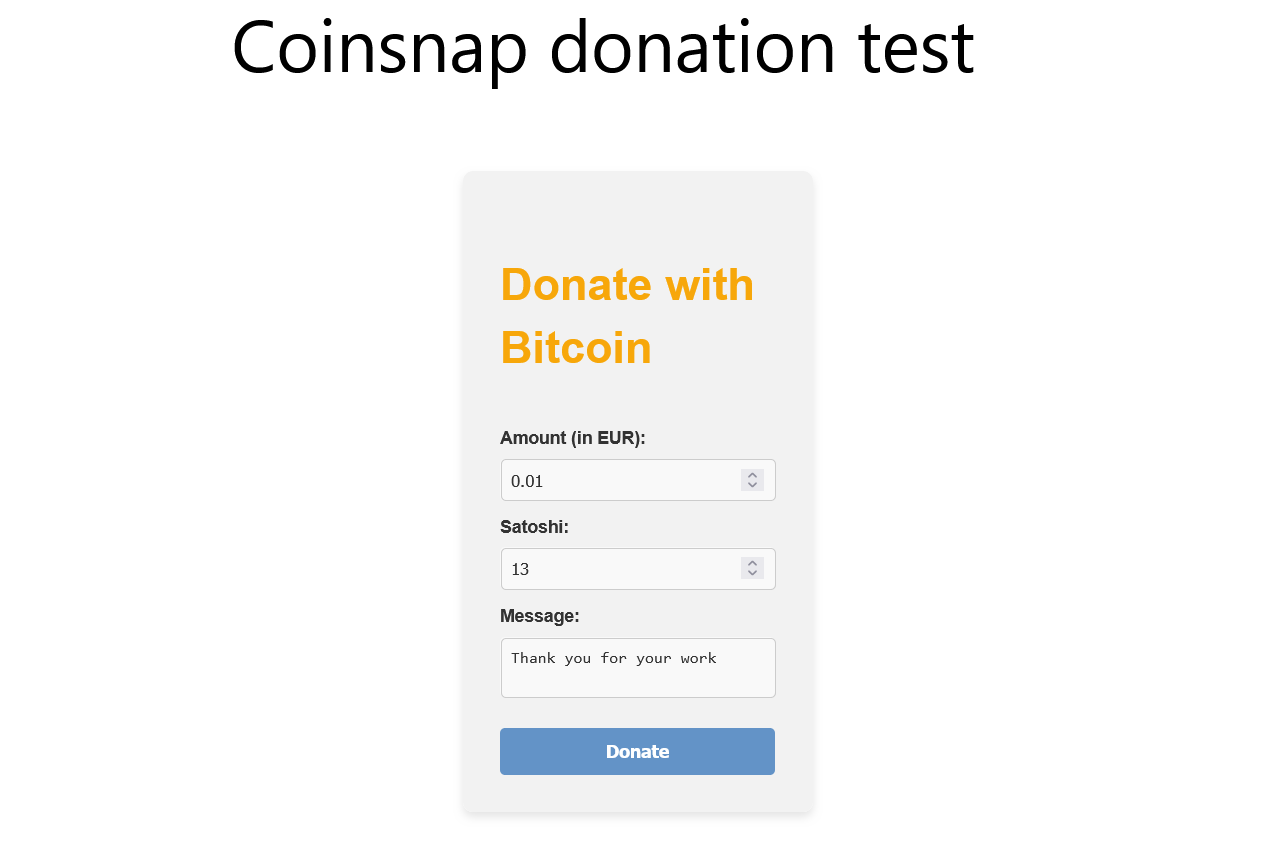 Coinsnap donation test
Donate with
Bitcoin
Amount (in EUR):
0.01
Satoshi:
13
Message:
Thank you for your work
Donate